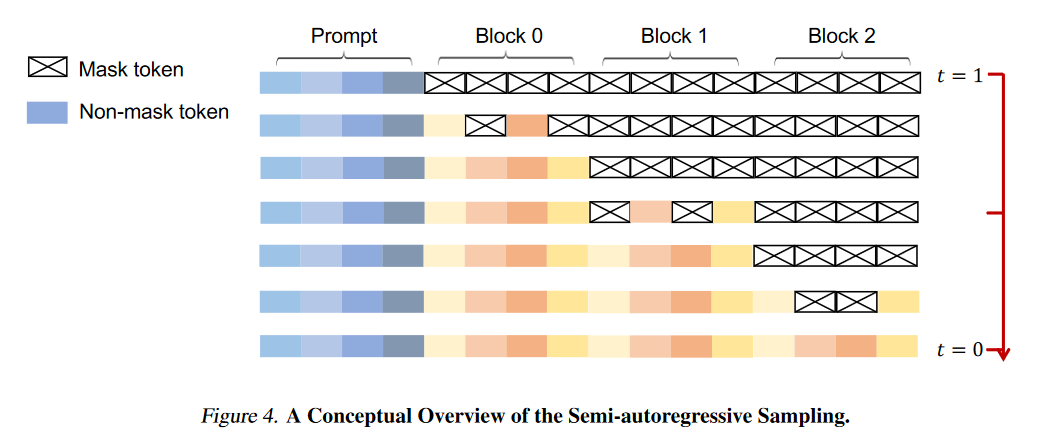 Prompt Block 0 Block 1 Block 2
Mask token
t = 1
Non-mask token
t = 0
Figure 4. A Conceptual Overview of the Semi-autoregressive Sampling.